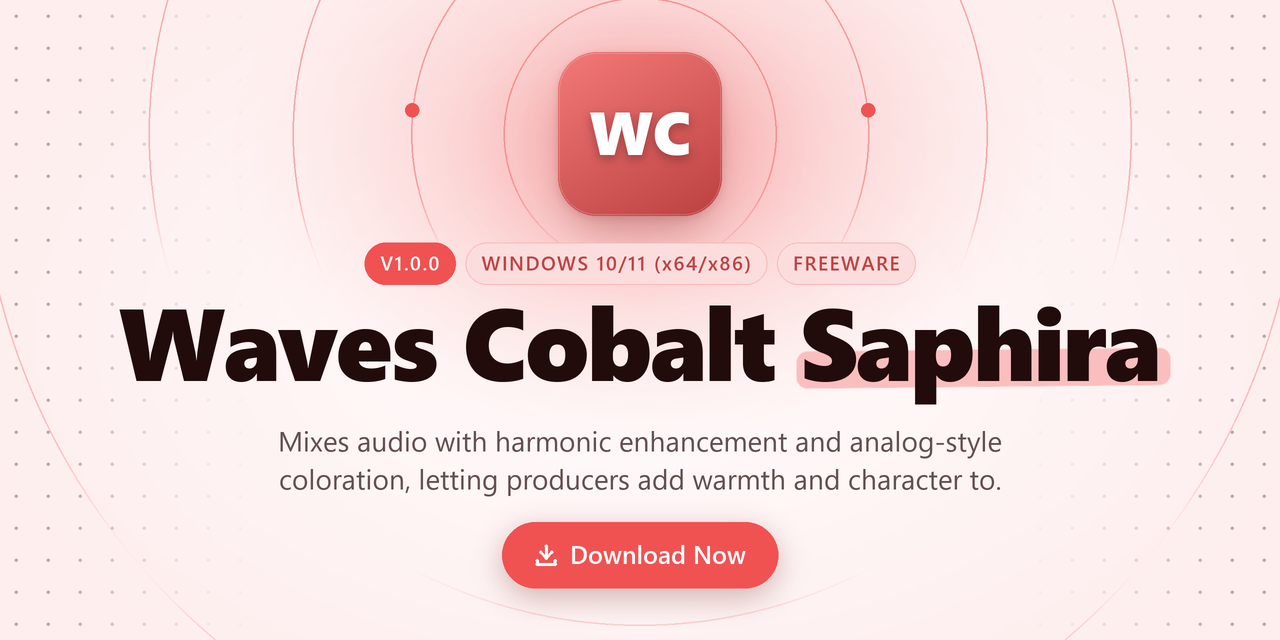 WC
V1.0.0
WINDOWS 10/11 (x64/x86)
FREEWARE
Waves Cobalt Saphira
Mixes audio with harmonic enhancement and analog-style
coloration, letting producers add warmth and character to.
Download Now